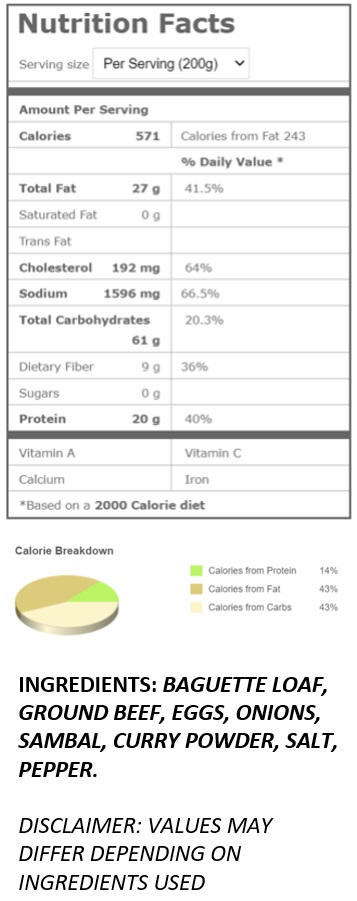 Nutrition Facts
Serving size Per Serving (200g)
Amount Per Serving
Calories 571 Calories from Fat 243
% Daily Value *
Total Fat 27 g 41.5%
Saturated Fat 0 g
Trans Fat
Cholesterol 192 mg 64%
Sodium 1596 mg 66.5%
Total Carbohydrates 20.3%
61 g
Dietary Fiber 9 g 36%
Sugars 0 g
Protein 20 g 40%
Vitamin A Vitamin C
Calcium Iron
*Based on a 2000 Calorie diet
Calorie Breakdown
Calories from Protein 14%
Calories from Fat 43%
Calories from Carbs 43%
INGREDIENTS: BAGUETTE LOAF,
GROUND BEEF, EGGS, ONIONS,
SAMBAL, CURRY POWDER, SALT,
PEPPER.
DISCLAIMER: VALUES MAY
DIFFER DEPENDING ON
INGREDIENTS USED